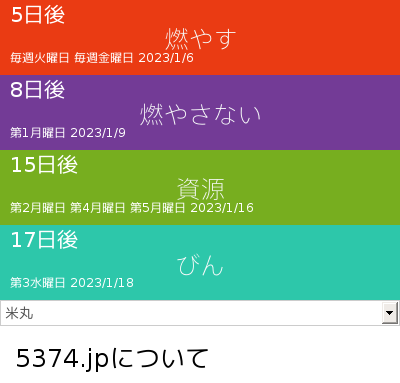 5日後
燃やす
毎週火曜日 毎週金曜日 2023/1/6
8日後
燃やさない
第1月曜日 2023/1/9
15日後
資源
第2月曜日 第4月曜日 第5月曜日 2023/1/16
17日後
びん
第3水曜日 2023/1/18
米丸
5374.jpについて